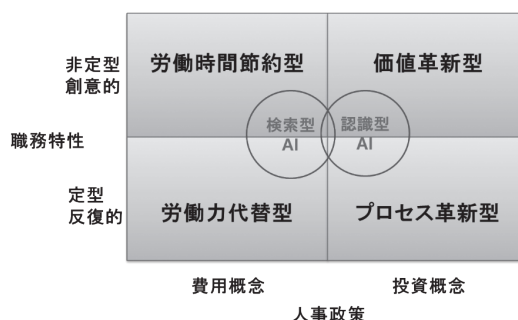 非定型
創意的
労働時間節約型
価値革新型
検索型
AI
認識型
AI
職務特性
定型
反復的
労働力代替型
プロセス革新型
費用概念
投資概念
人事政策